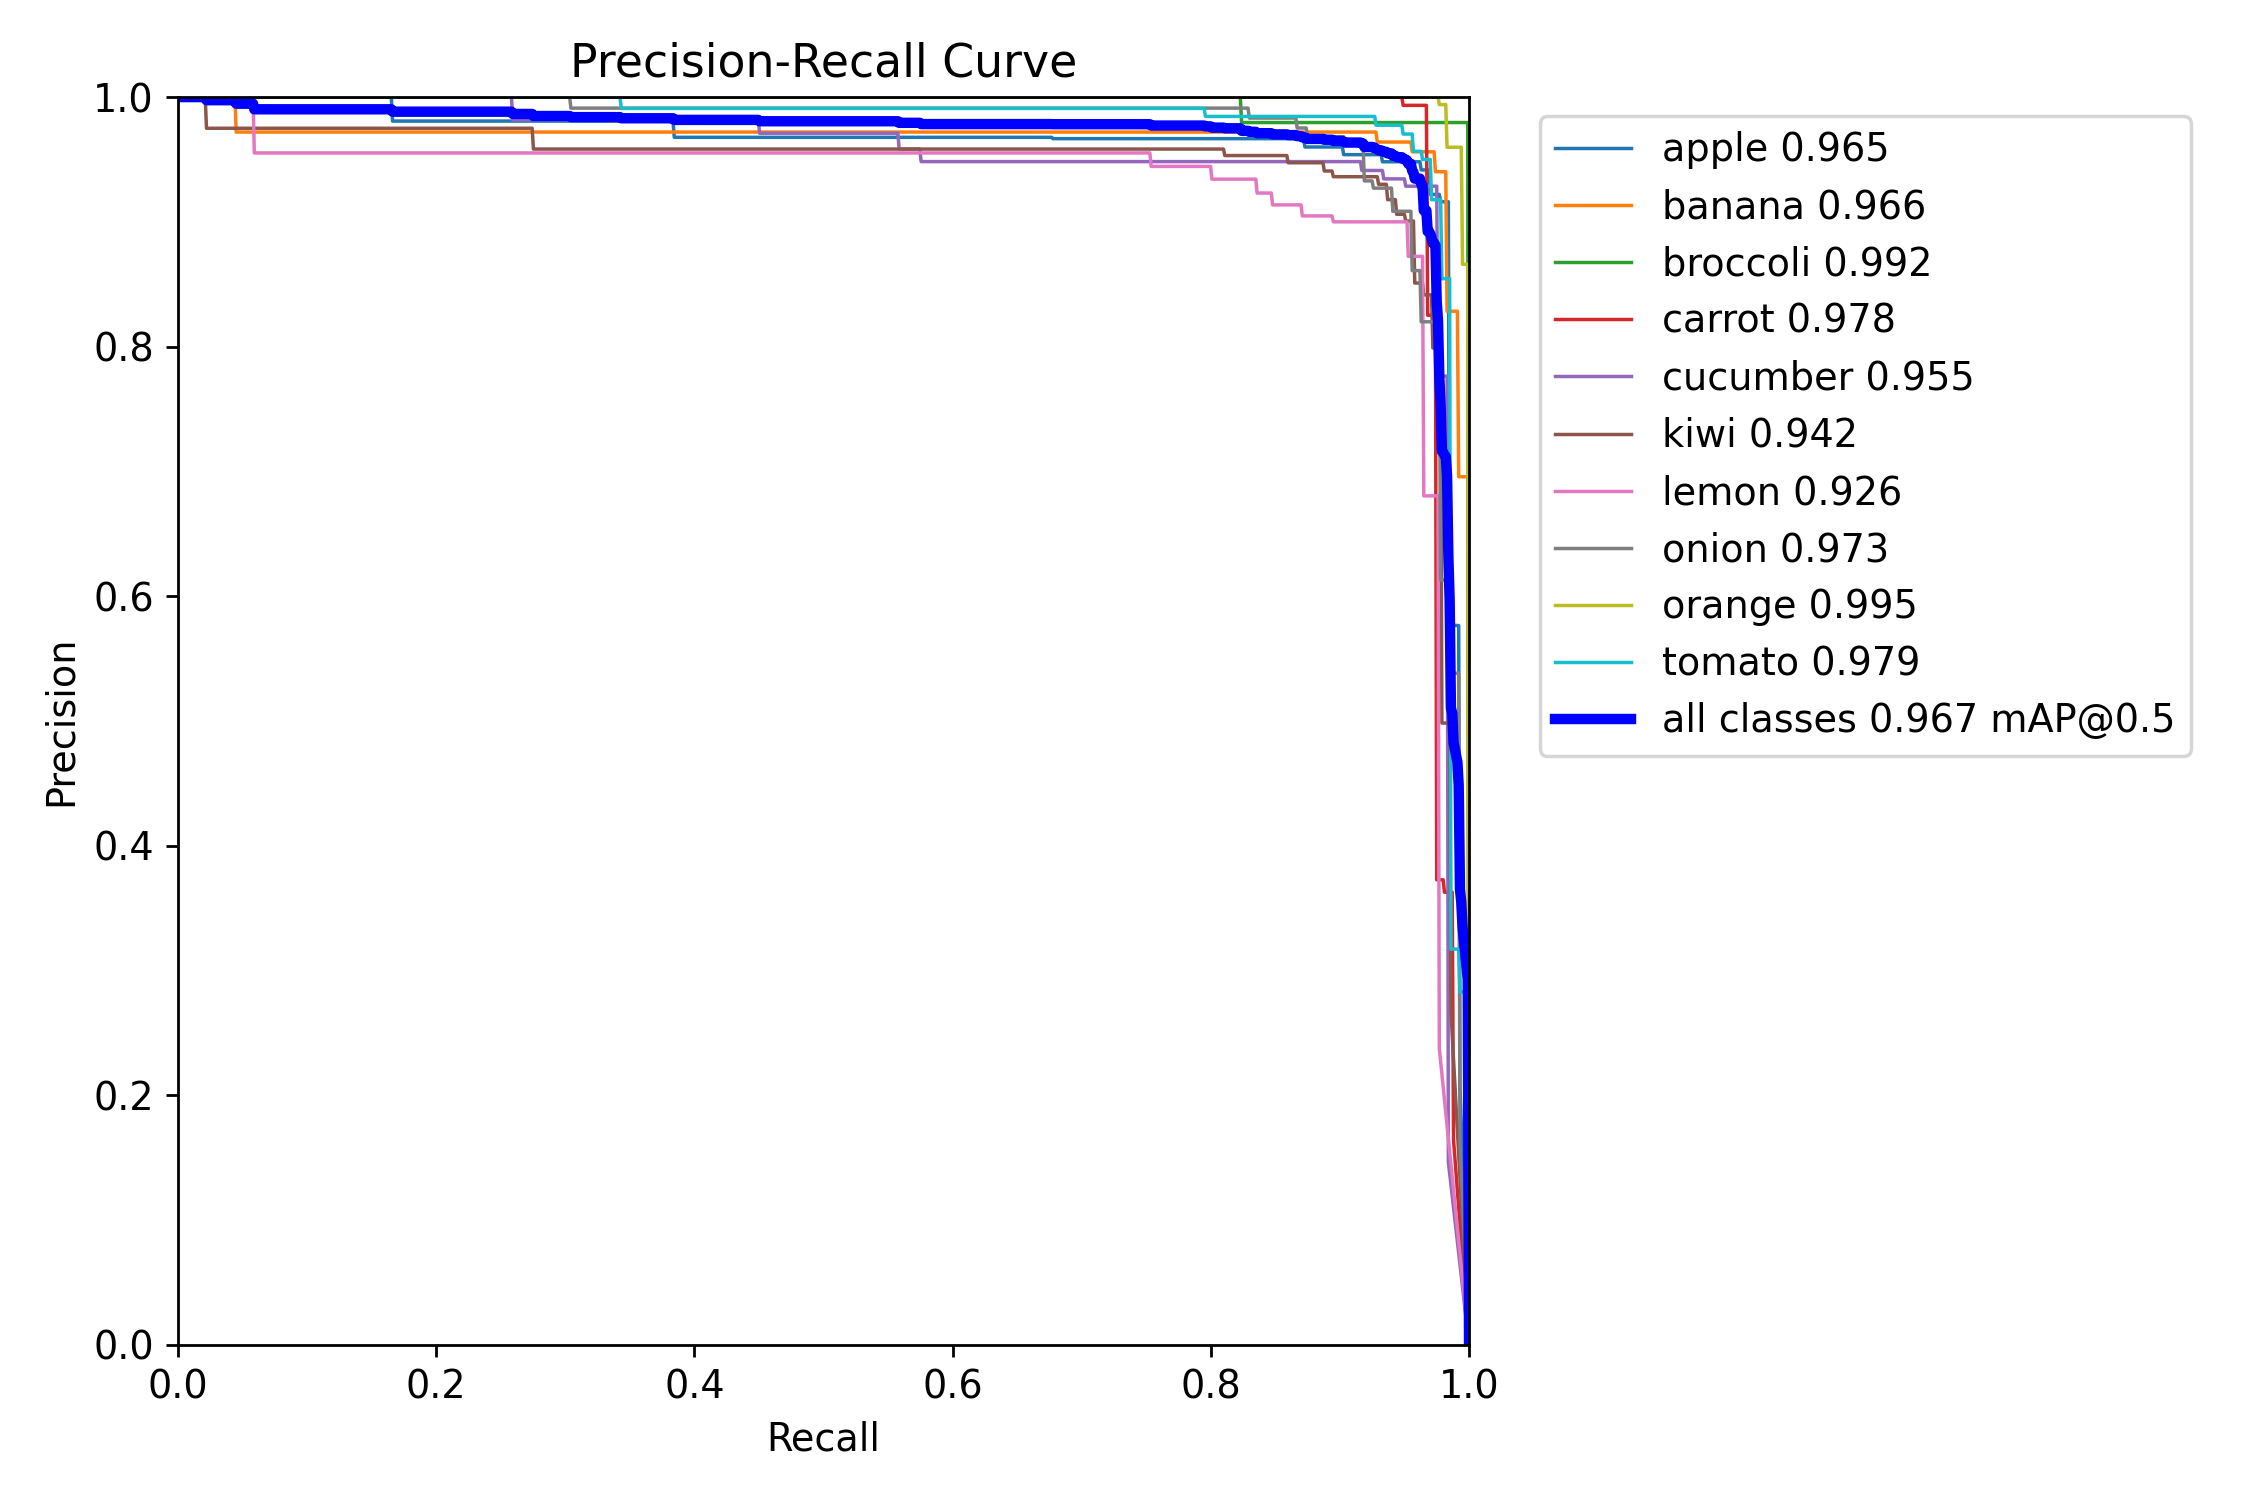 Precision-Recall Curve
1.0
0.8
0.6
0.4
0.2
0.0
Precision
0.0 0.2 0.4 0.6 0.8 1.0
Recall
apple 0.965
banana 0.966
broccoli 0.992
carrot 0.978
cucumber 0.955
kiwi 0.942
lemon 0.926
onion 0.973
orange 0.995
tomato 0.979
all classes 0.967 mAP@0.5